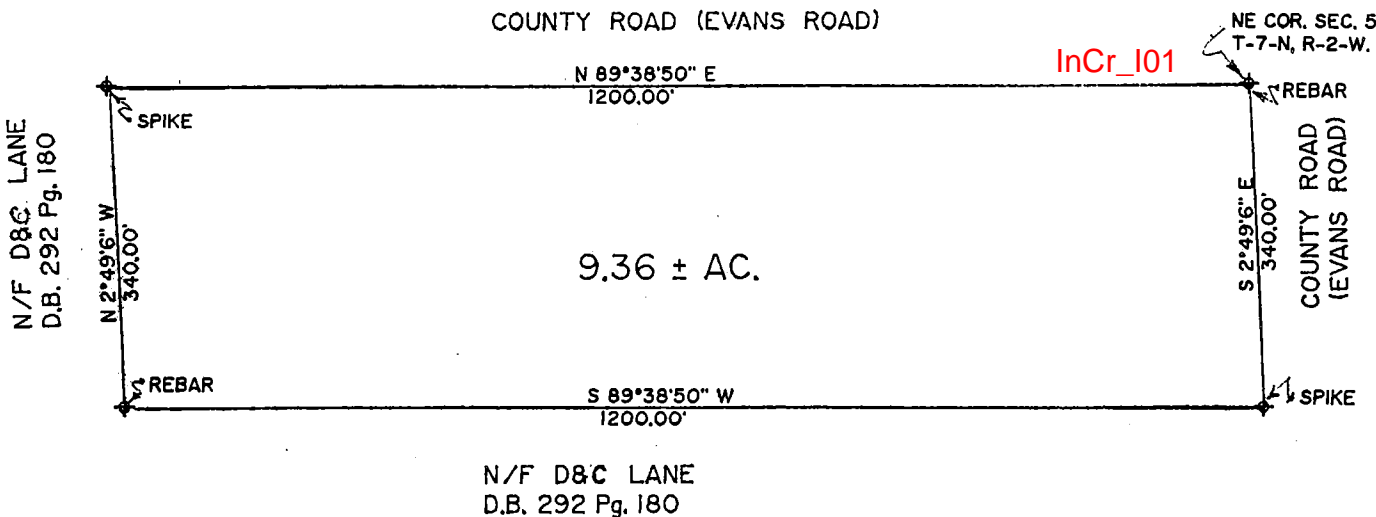 COUNTY ROAD (EVANS ROAD)
NE COR. SEC. 5
T-7-N, R-2-W.
InCr_I01
N 89°38'50" E
1200.00'
REBAR
SPIKE
N/F D&C LANE
D.B. 292 Pg. 180
N 2°49'6" W
340.00'
9.36 ± AC.
S 2°49'6" E
340.00'
COUNTY ROAD
(EVANS ROAD)
REBAR
S 89°38'50" W
1200.00'
SPIKE
N/F D&C LANE
D.B. 292 Pg. 180